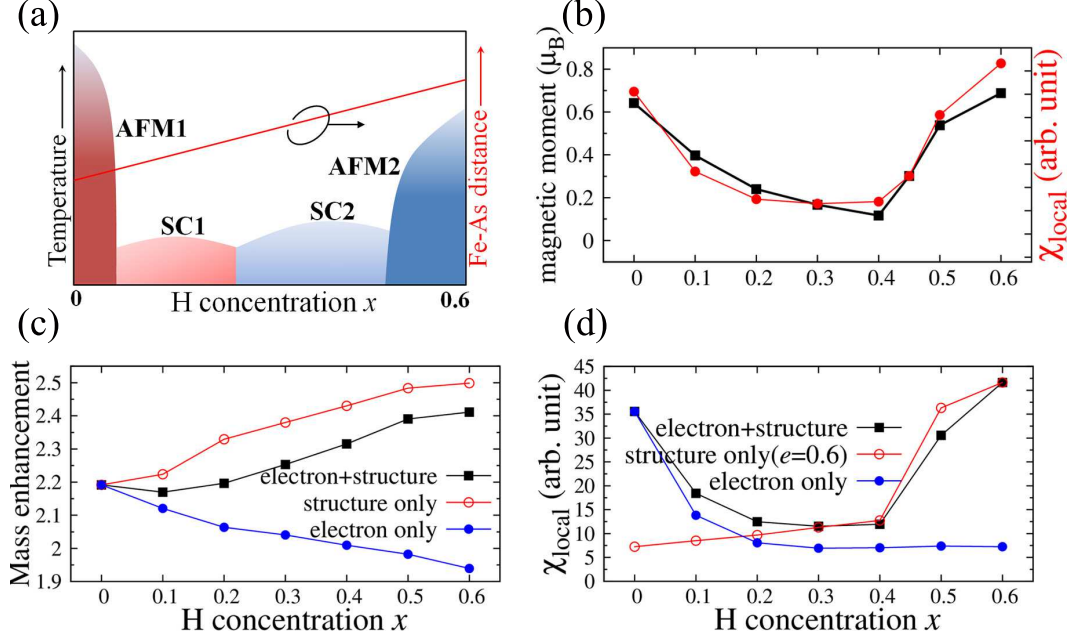 (a)
Temperature
AFM1
AFM2
SC1
SC2
Fe-As distance
0
H concentration x
0.6
(b)
magnetic moment (μB)
0.8
0.6
0.4
0.2
0
0 0.1 0.2 0.3 0.4 0.5 0.6
χlocal (arb. unit)
(c)
Mass enhancement
2.5
2.4
2.3
2.2
2.1
2
1.9
electron+structure
structure only
electron only
0 0.1 0.2 0.3 0.4 0.5 0.6
H concentration x
(d)
χlocal (arb. unit)
45
40
35
30
25
20
15
10
5
0
electron+structure
structure only(e=0.6)
electron only
0 0.1 0.2 0.3 0.4 0.5 0.6
H concentration x